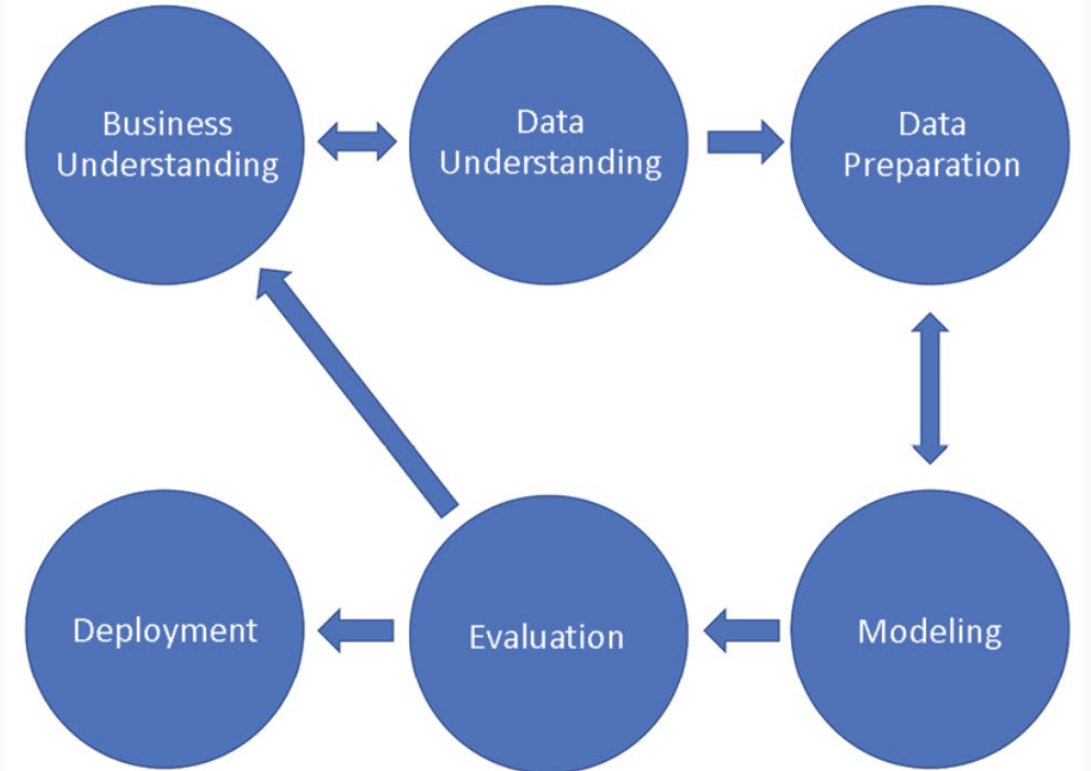 Business
Understanding
Data
Understanding
Data
Preparation
Deployment
Evaluation
Modeling